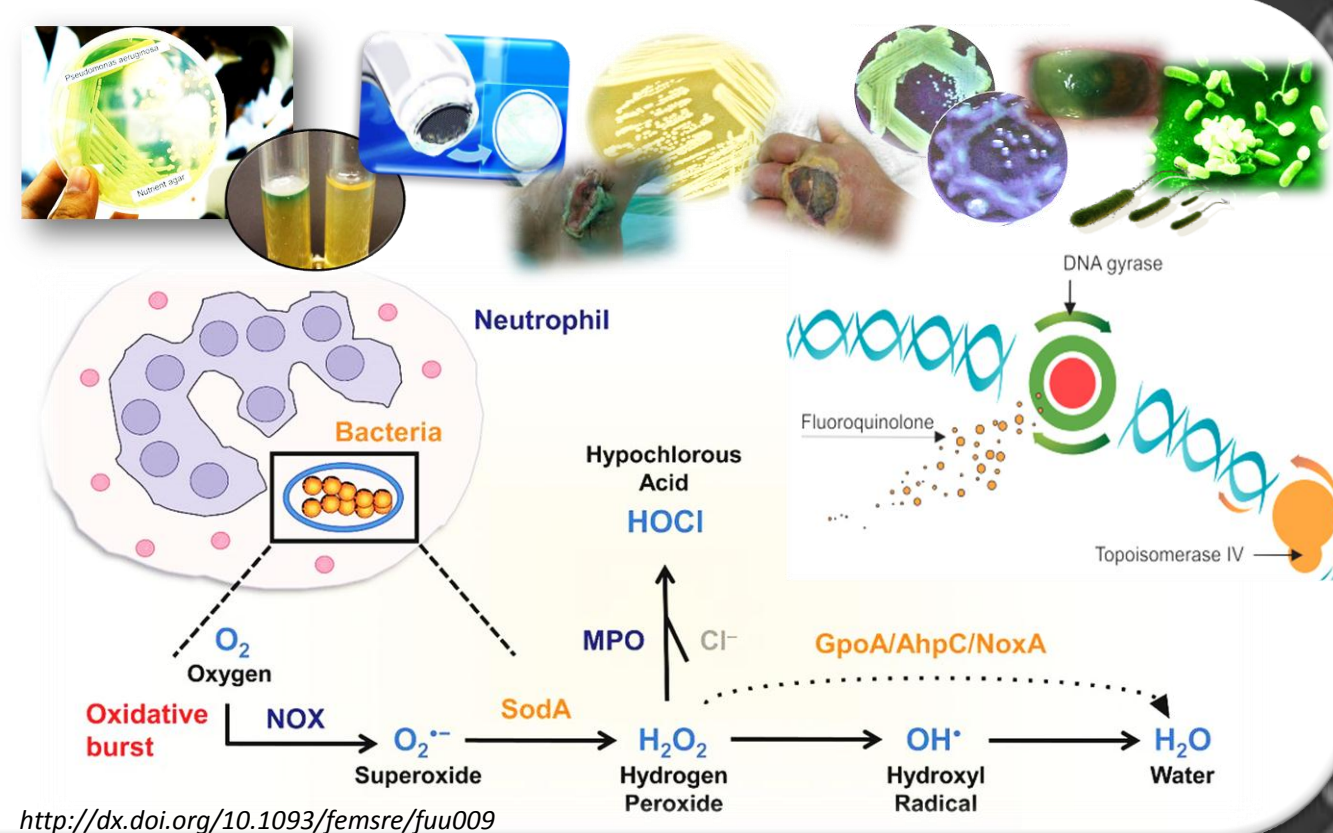 Pseudomonas aeruginosa
Nutrient agar
DNA gyrase
Neutrophil
Fluoroquinolone
Bacteria
Hypochlorous
Acid
HOCl
Topoisomerase IV
O₂
Oxygen
MPO
Cl⁻
GpoA/AhpC/NoxA
Oxidative
burst
NOX
SodA
O₂•⁻
Superoxide
H₂O₂
Hydrogen
Peroxide
OH•
Hydroxyl
Radical
H₂O
Water
http://dx.doi.org/10.1093/femsre/fuu009